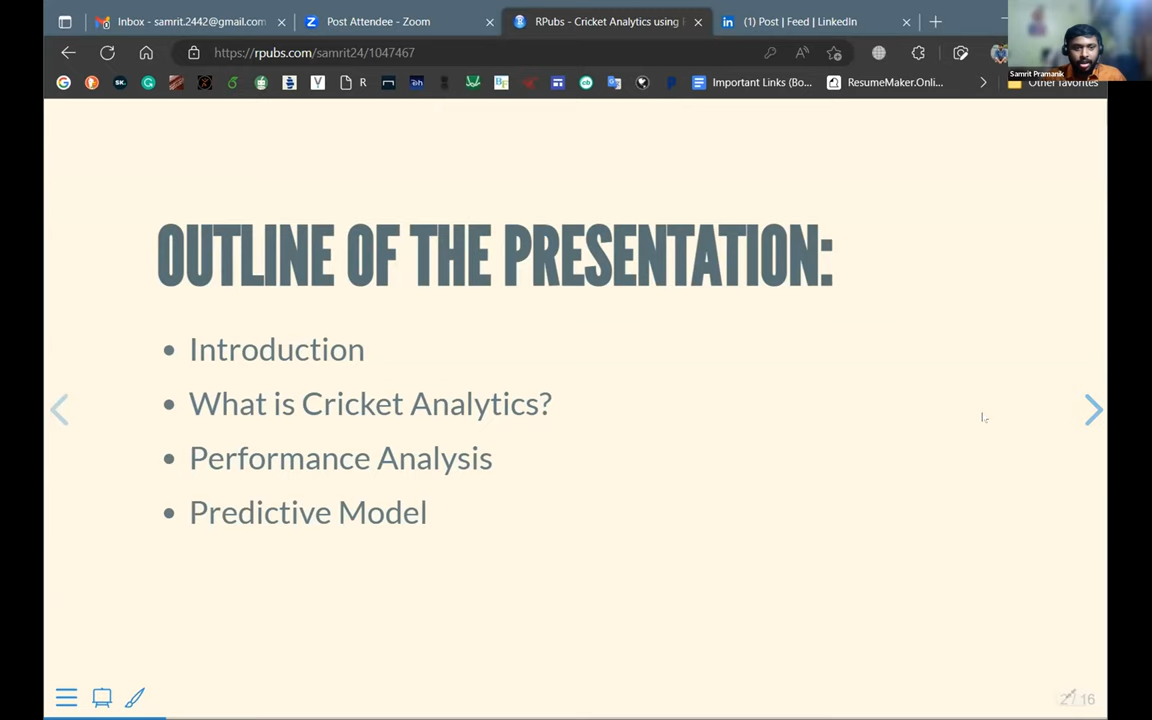 Inbox - samrit.2442@gmail.com
Post Attendee - Zoom
RPubs - Cricket Analytics using
(1) Post | Feed | LinkedIn
https://rpubs.com/samrit24/1047467
R
Important Links (Bo...
ResumeMaker.Onli...
Other favorites
Samrit Pramanik
OUTLINE OF THE PRESENTATION:
• Introduction
• What is Cricket Analytics?
• Performance Analysis
• Predictive Model
2/16